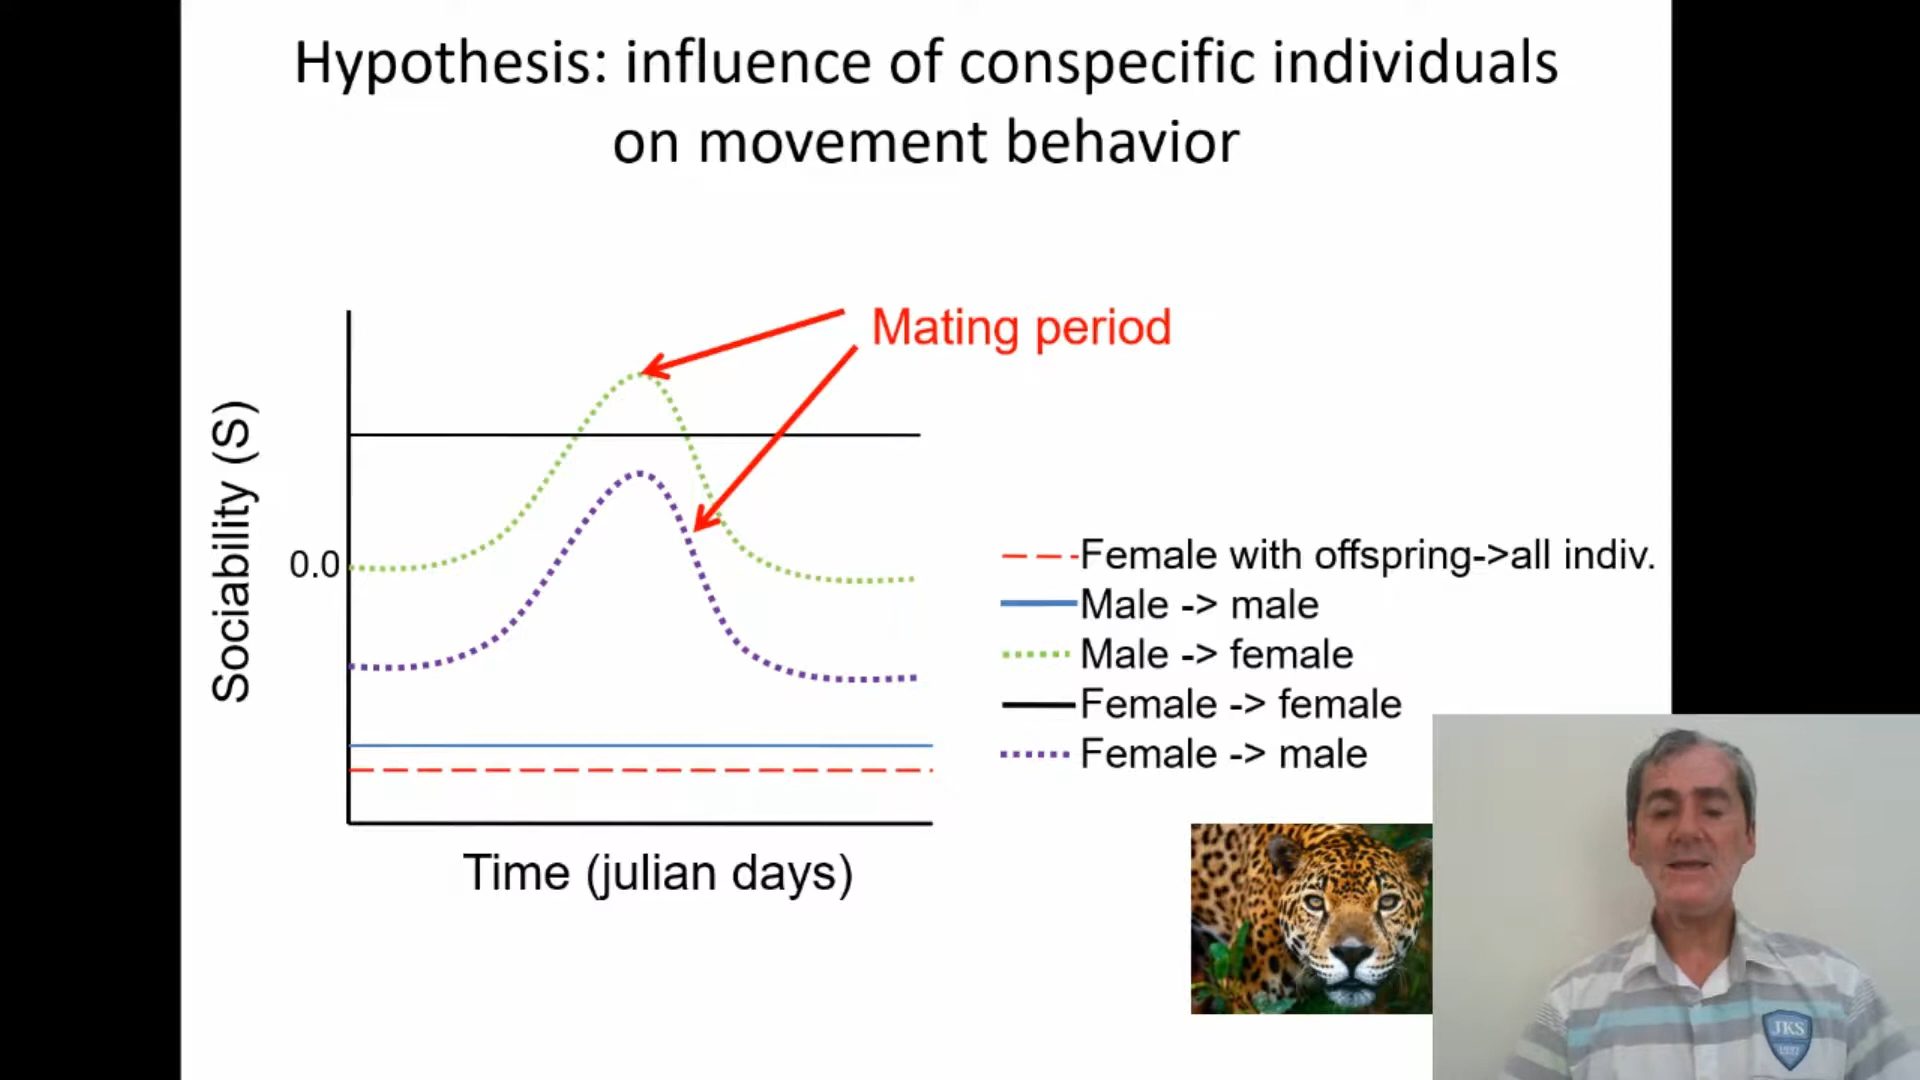 Hypothesis: influence of conspecific individuals
on movement behavior
Mating period
Sociability (S)
0.0
Female with offspring->all indiv.
Male -> male
Male -> female
Female -> female
Female -> male
Time (julian days)
JKS